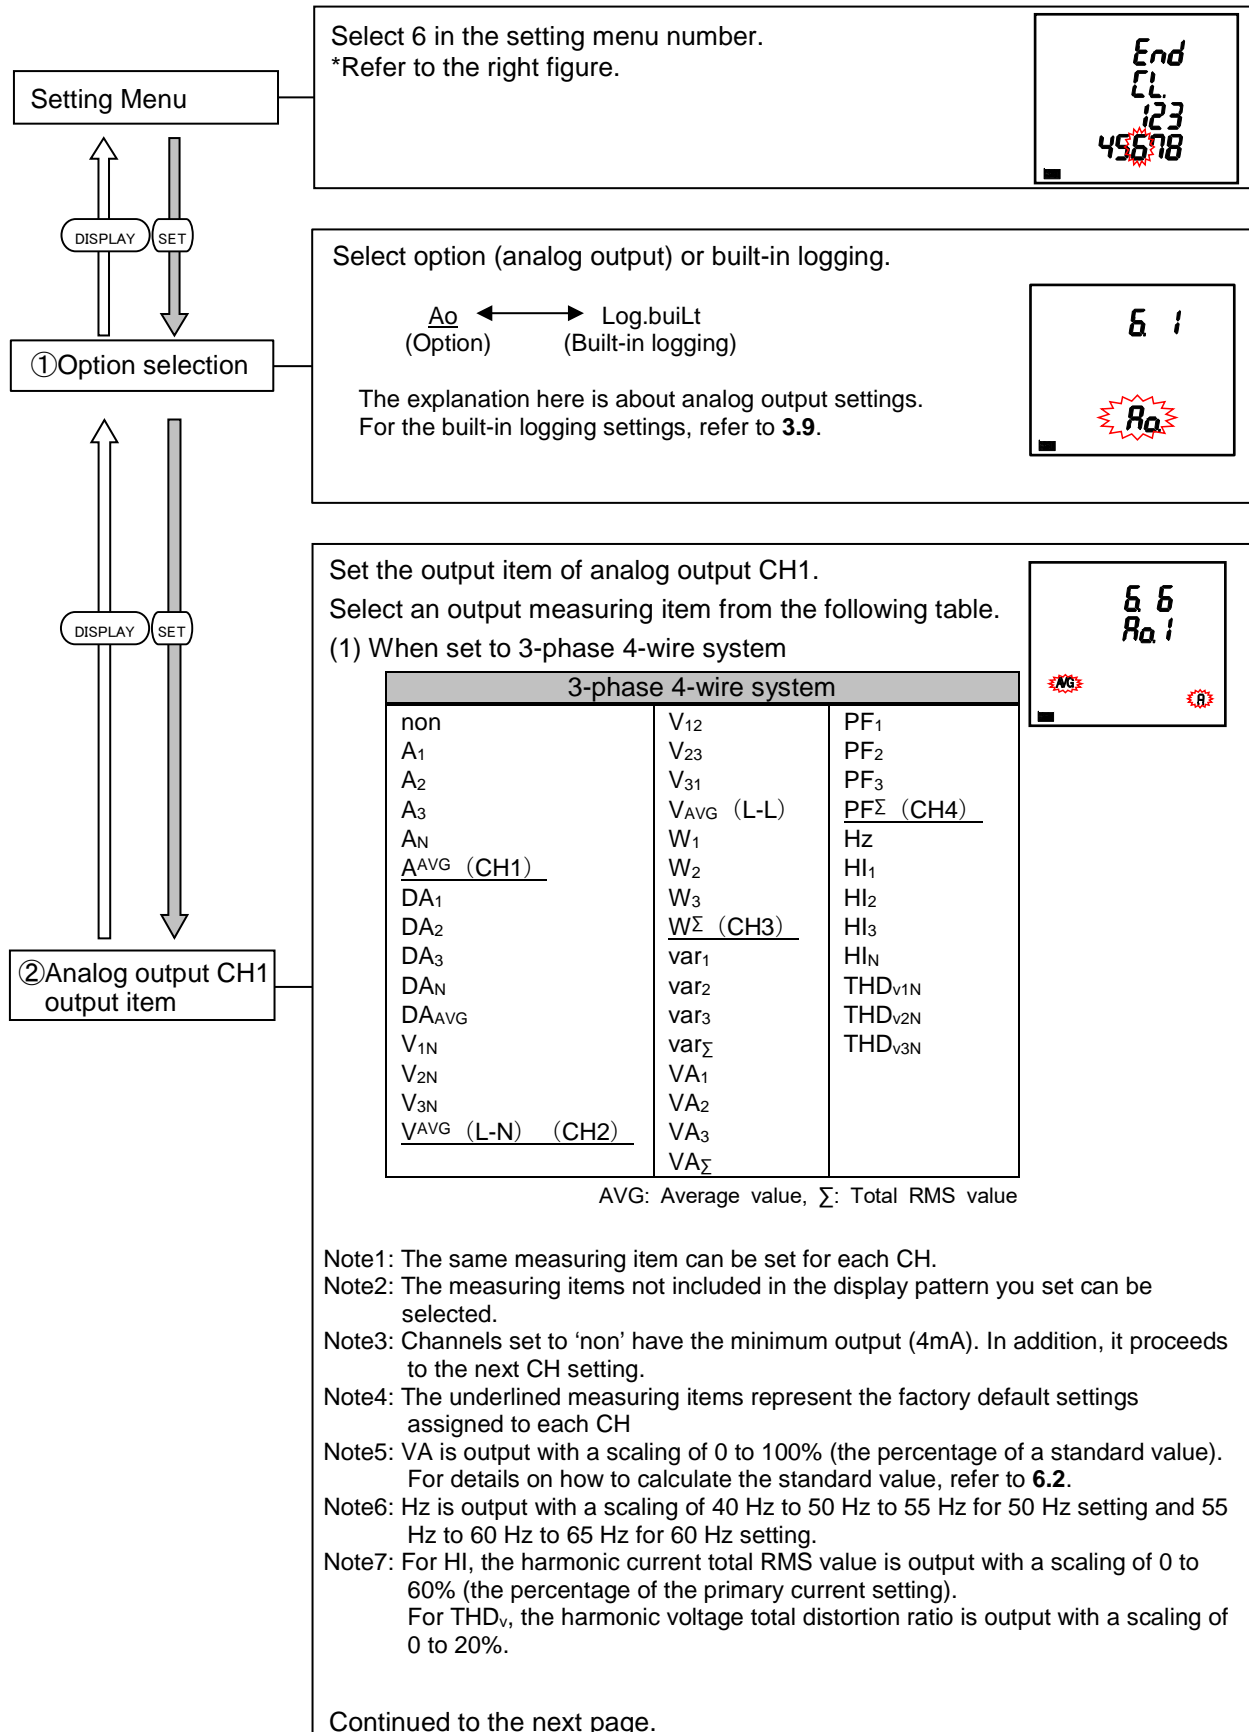 Select 6 in the setting menu number.
*Refer to the right figure.
Setting Menu
End
CL.
123
45678
DISPLAY
SET
Select option (analog output) or built-in logging.
Ao ↔ Log.buiLt
(Option) (Built-in logging)
The explanation here is about analog output settings.
For the built-in logging settings, refer to 3.9.
6. 1
Ao.
①Option selection
DISPLAY
SET
Set the output item of analog output CH1.
Select an output measuring item from the following table.
(1) When set to 3-phase 4-wire system
6. 6
Ao. 1
AVG
A
3-phase 4-wire system
non
A1
A2
A3
AN
AAVG (CH1)
DA1
DA2
DA3
DAN
DAAVG
V1N
V2N
V3N
VAVG (L-N) (CH2)
V12
V23
V31
VAVG (L-L)
W1
W2
W3
WΣ (CH3)
var1
var2
var3
varΣ
VA1
VA2
VA3
VAΣ
PF1
PF2
PF3
PFΣ (CH4)
Hz
HI1
HI2
HI3
HIN
THDv1N
THDv2N
THDv3N
AVG: Average value, Σ: Total RMS value
②Analog output CH1
output item
Note1: The same measuring item can be set for each CH.
Note2: The measuring items not included in the display pattern you set can be
selected.
Note3: Channels set to ‘non’ have the minimum output (4mA). In addition, it proceeds
to the next CH setting.
Note4: The underlined measuring items represent the factory default settings
assigned to each CH
Note5: VA is output with a scaling of 0 to 100% (the percentage of a standard value).
For details on how to calculate the standard value, refer to 6.2.
Note6: Hz is output with a scaling of 40 Hz to 50 Hz to 55 Hz for 50 Hz setting and 55
Hz to 60 Hz to 65 Hz for 60 Hz setting.
Note7: For HI, the harmonic current total RMS value is output with a scaling of 0 to
60% (the percentage of the primary current setting).
For THDv, the harmonic voltage total distortion ratio is output with a scaling of
0 to 20%.
Continued to the next page.